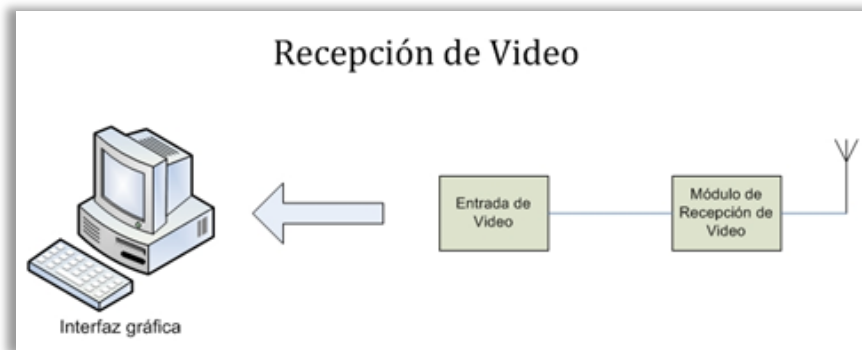 Recepción de Video
Entrada de
Video
Módulo de
Recepción de
Video
Interfaz gráfica